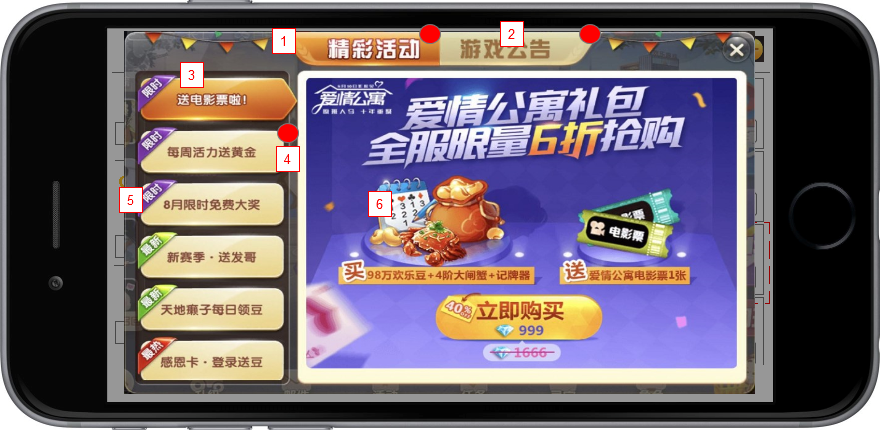 1
精彩活动
2
游戏公告
3
限时
送电影票啦!
限时
每周活力送黄金
4
5
限时
8月限时免费大奖
最新
新赛季·送发哥
最新
天地癞子每日领豆
最热
感恩卡·登录送豆
爱情公寓
爱情公寓礼包
全服限量6折抢购
6
电影票
买
98万欢乐豆+4阶大闸蟹+记牌器
送
爱情公寓电影票1张
40%
OFF
立即购买
999
1666